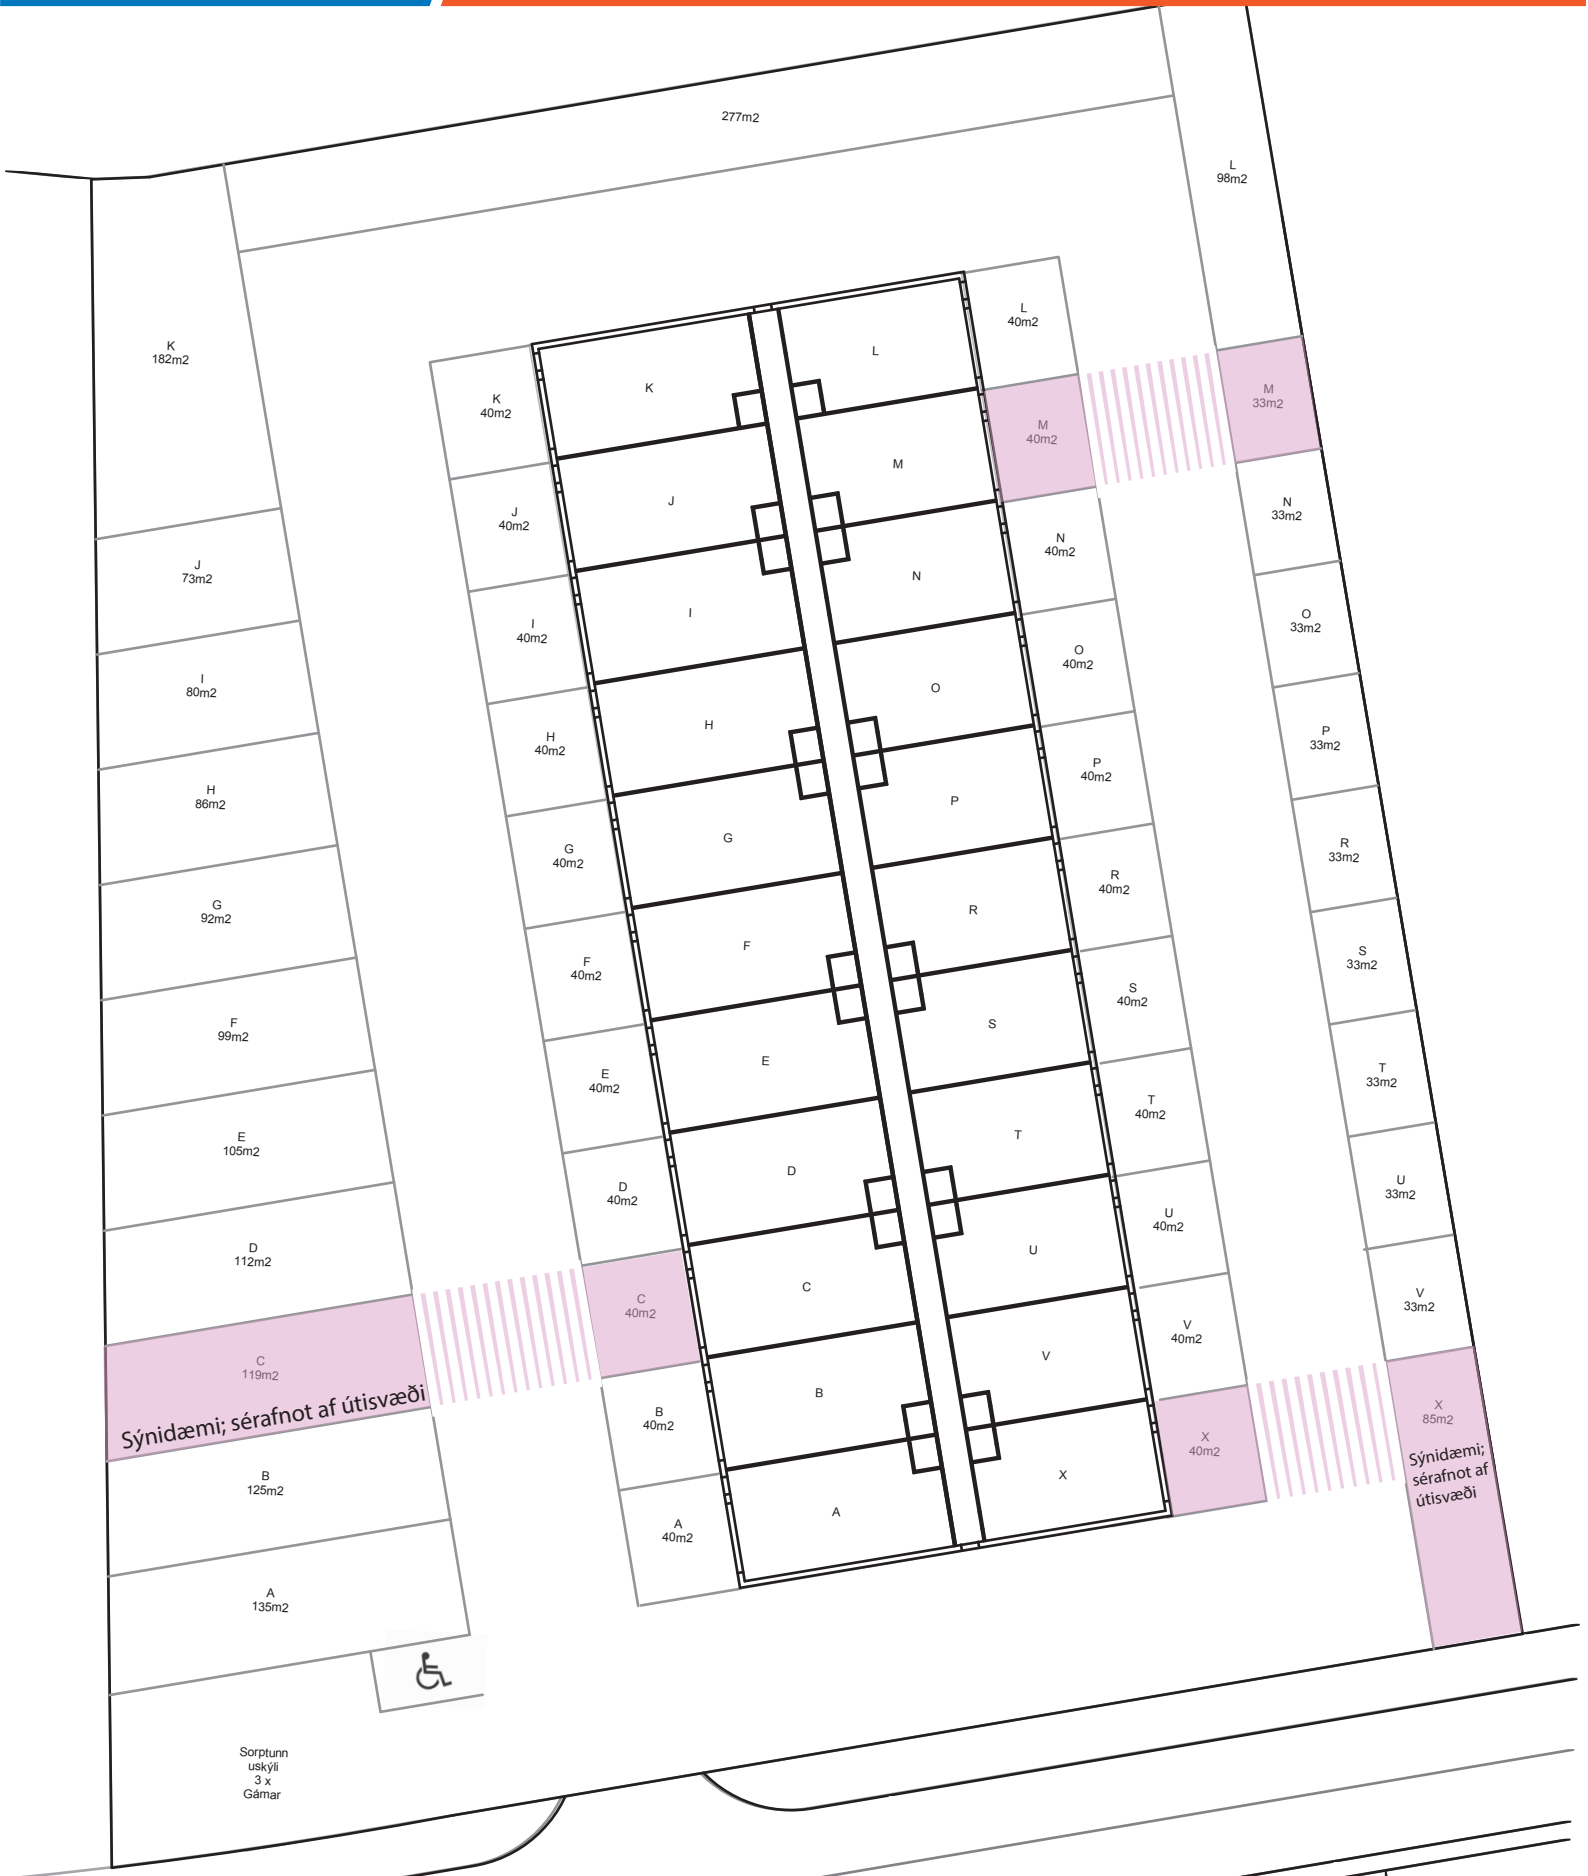 277m2
L
98m2
K
182m2
J
73m2
I
80m2
H
86m2
G
92m2
F
99m2
E
105m2
D
112m2
C
119m2
Sýnidæmi; sérafnot af útisvæði
B
125m2
A
135m2
Sorptunn
uskýli
3 x
Gámar
K
40m2
J
40m2
I
40m2
H
40m2
G
40m2
F
40m2
E
40m2
D
40m2
C
40m2
B
40m2
A
40m2
K
J
I
H
G
F
E
D
C
B
A
L
M
N
O
P
R
S
T
U
V
X
L
40m2
M
40m2
N
40m2
O
40m2
P
40m2
R
40m2
S
40m2
T
40m2
U
40m2
V
40m2
X
40m2
M
33m2
N
33m2
O
33m2
P
33m2
R
33m2
S
33m2
T
33m2
U
33m2
V
33m2
X
85m2
Sýnidæmi;
sérafnot af
útisvæði